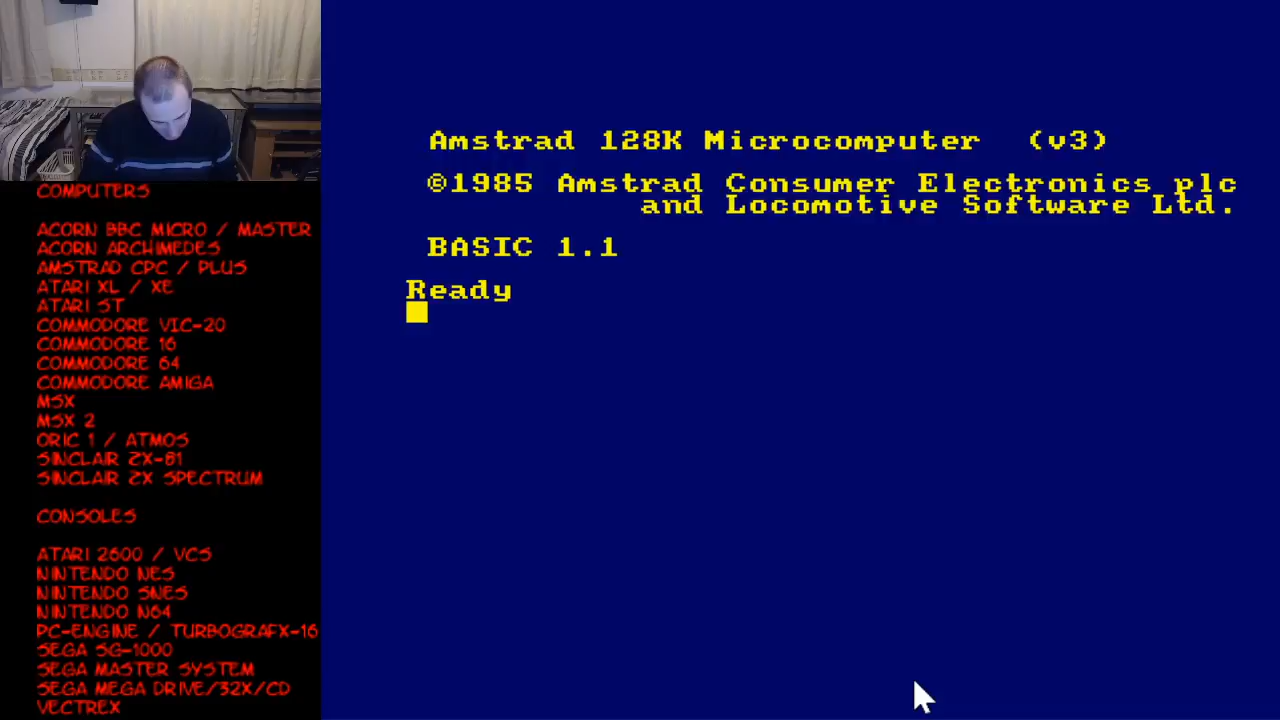 COMPUTERS
ACORN BBC MICRO / MASTER
ACORN ARCHIMEDES
AMSTRAD CPC / PLUS
ATARI XL / XE
ATARI ST
COMMODORE VIC-20
COMMODORE 16
COMMODORE 64
COMMODORE AMIGA
MSX
MSX 2
ORIC 1 / ATMOS
SINCLAIR ZX-81
SINCLAIR ZX SPECTRUM
CONSOLES
ATARI 2600 / VCS
NINTENDO NES
NINTENDO SNES
NINTENDO N64
PC-ENGINE / TURBOGRAFX-16
SEGA SG-1000
SEGA MASTER SYSTEM
SEGA MEGA DRIVE/32X/CD
VECTREX
Amstrad 128K Microcomputer (v3)
©1985 Amstrad Consumer Electronics plc
and Locomotive Software Ltd.
BASIC 1.1
Ready